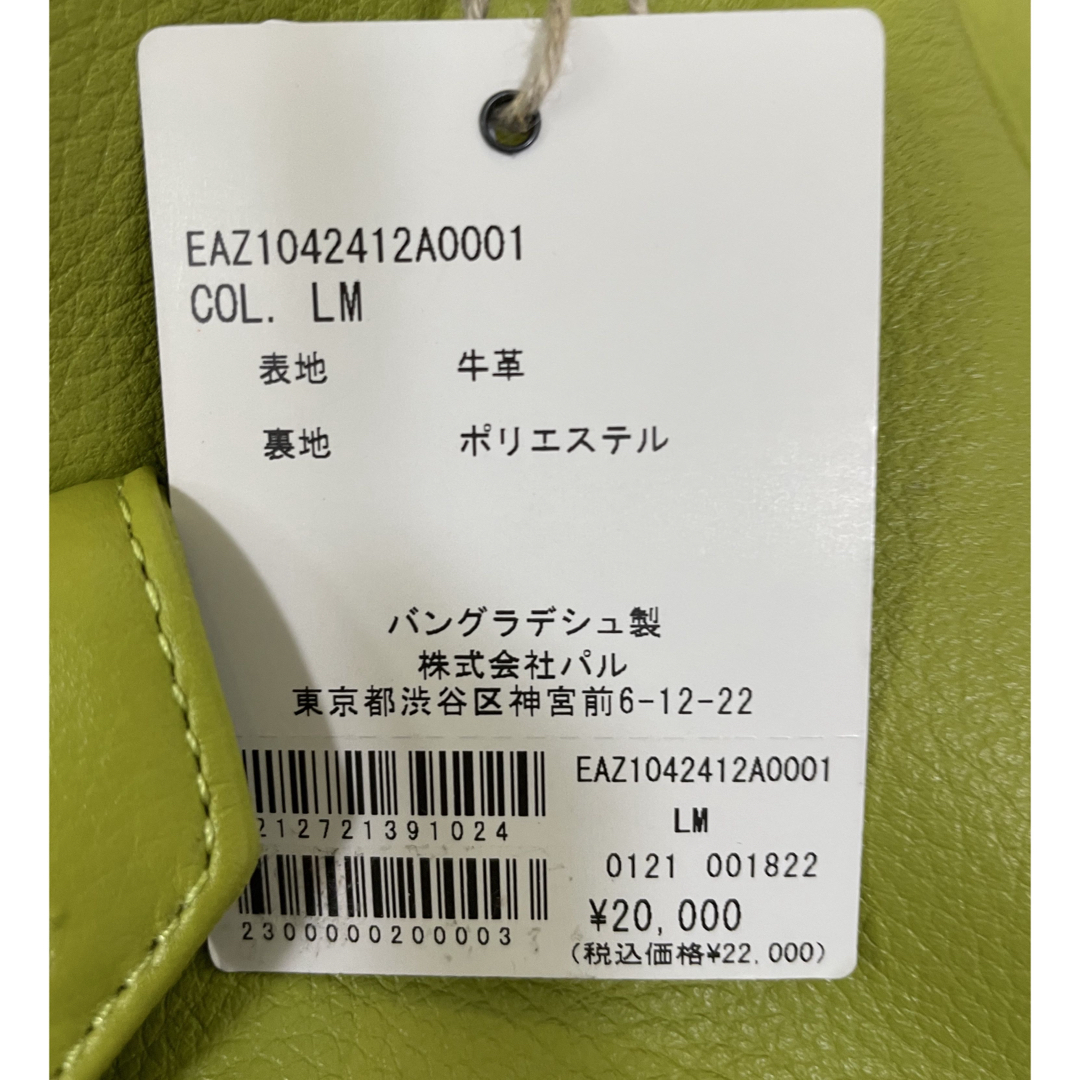 EAZ1042412A0001
COL. LM
表地 牛革
裏地 ポリエステル
バングラデシュ製
株式会社パル
東京都渋谷区神宮前6-12-22
212721391024
2300000200003
EAZ1042412A0001
LM
0121 001822
¥20,000
(税込価格¥22,000)